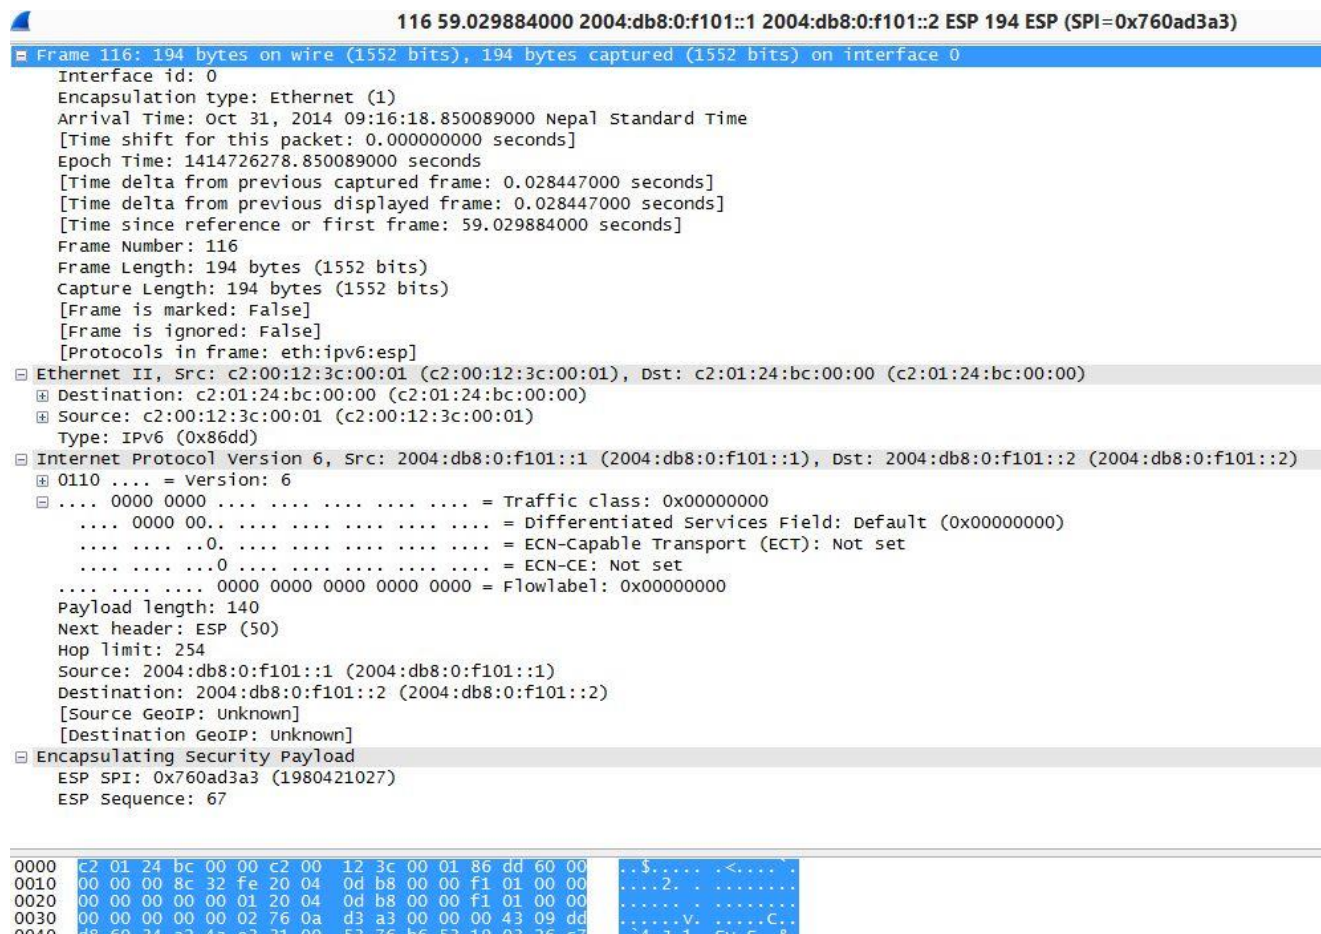 116 59.029884000 2004:db8:0:f101::1 2004:db8:0:f101::2 ESP 194 ESP (SPI=0x760ad3a3)
Frame 116: 194 bytes on wire (1552 bits), 194 bytes captured (1552 bits) on interface 0
Interface id: 0
Encapsulation type: Ethernet (1)
Arrival Time: Oct 31, 2014 09:16:18.850089000 Nepal Standard Time
[Time shift for this packet: 0.000000000 seconds]
Epoch Time: 1414726278.850089000 seconds
[Time delta from previous captured frame: 0.028447000 seconds]
[Time delta from previous displayed frame: 0.028447000 seconds]
[Time since reference or first frame: 59.029884000 seconds]
Frame Number: 116
Frame Length: 194 bytes (1552 bits)
Capture Length: 194 bytes (1552 bits)
[Frame is marked: False]
[Frame is ignored: False]
[Protocols in frame: eth:ipv6:esp]
Ethernet II, Src: c2:00:12:3c:00:01 (c2:00:12:3c:00:01), Dst: c2:01:24:bc:00:00 (c2:01:24:bc:00:00)
Destination: c2:01:24:bc:00:00 (c2:01:24:bc:00:00)
Source: c2:00:12:3c:00:01 (c2:00:12:3c:00:01)
Type: IPv6 (0x86dd)
Internet Protocol Version 6, Src: 2004:db8:0:f101::1 (2004:db8:0:f101::1), Dst: 2004:db8:0:f101::2 (2004:db8:0:f101::2)
0110 .... = Version: 6
.... 0000 0000 .... .... .... .... .... = Traffic class: 0x00000000
.... 0000 00.. .... .... .... .... .... = Differentiated Services Field: Default (0x00000000)
.... .... ..0. .... .... .... .... .... = ECN-Capable Transport (ECT): Not set
.... .... ...0 .... .... .... .... .... = ECN-CE: Not set
.... .... .... 0000 0000 0000 0000 0000 = Flowlabel: 0x00000000
Payload length: 140
Next header: ESP (50)
Hop limit: 254
Source: 2004:db8:0:f101::1 (2004:db8:0:f101::1)
Destination: 2004:db8:0:f101::2 (2004:db8:0:f101::2)
[Source GeoIP: Unknown]
[Destination GeoIP: Unknown]
Encapsulating Security Payload
ESP SPI: 0x760ad3a3 (1980421027)
ESP Sequence: 67
0000 c2 01 24 bc 00 00 c2 00 12 3c 00 01 86 dd 60 00 ..$..... .<....`.
0010 00 00 00 8c 32 fe 20 04 0d b8 00 00 f1 01 00 00 ....2. . ........
0020 00 00 00 00 00 01 20 04 0d b8 00 00 f1 01 00 00 ...... . ........
0030 00 00 00 00 00 02 76 0a d3 a3 00 00 00 43 09 dd ......v. .....C..